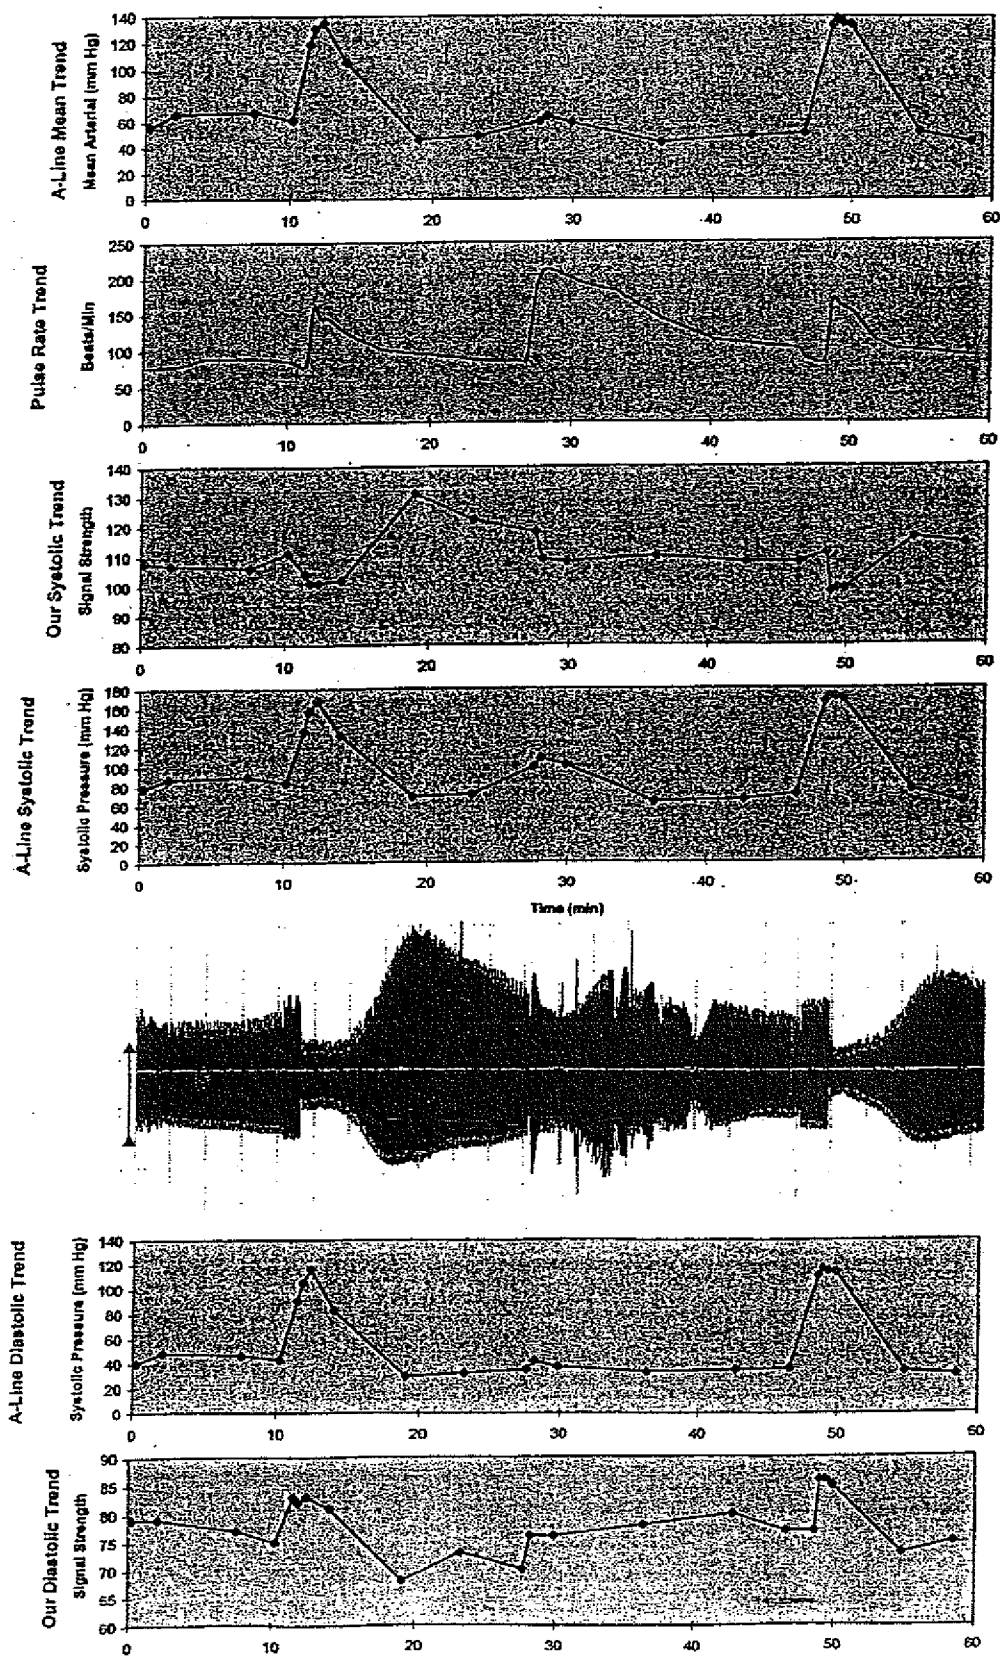 A-Line Mean Trend
Mean Arterial (mm Hg)
140
120
100
80
60
40
20
0
0 10 20 30 40 50 60
Pulse Rate Trend
Beats/Min
250
200
150
100
50
0
0 10 20 30 40 50 60
Our Systolic Trend
Signal Strength
140
130
120
110
100
90
80
0 10 20 30 40 50 60
A-Line Systolic Trend
Systolic Pressure (mm Hg)
180
160
140
120
100
80
60
40
20
0
0 10 20 30 40 50 60
Time (min)
A-Line Diastolic Trend
Systolic Pressure (mm Hg)
140
120
100
80
60
40
20
0
0 10 20 30 40 50 60
Our Diastolic Trend
Signal Strength
90
85
80
75
70
65
60
0 10 20 30 40 50 60